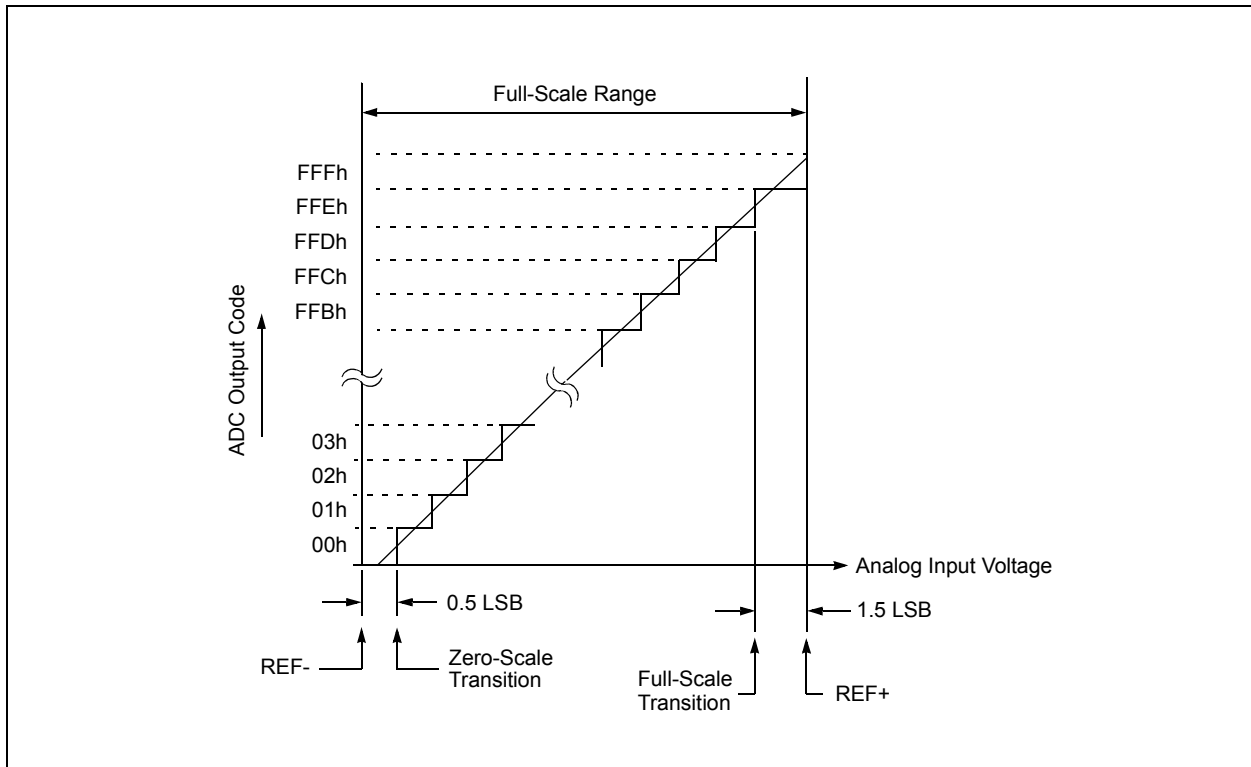 Full-Scale Range
FFFh
FFEh
FFDh
FFCh
FFBh
ADC Output Code
03h
02h
01h
00h
Analog Input Voltage
0.5 LSB
1.5 LSB
REF-
Zero-Scale
Transition
Full-Scale
Transition
REF+